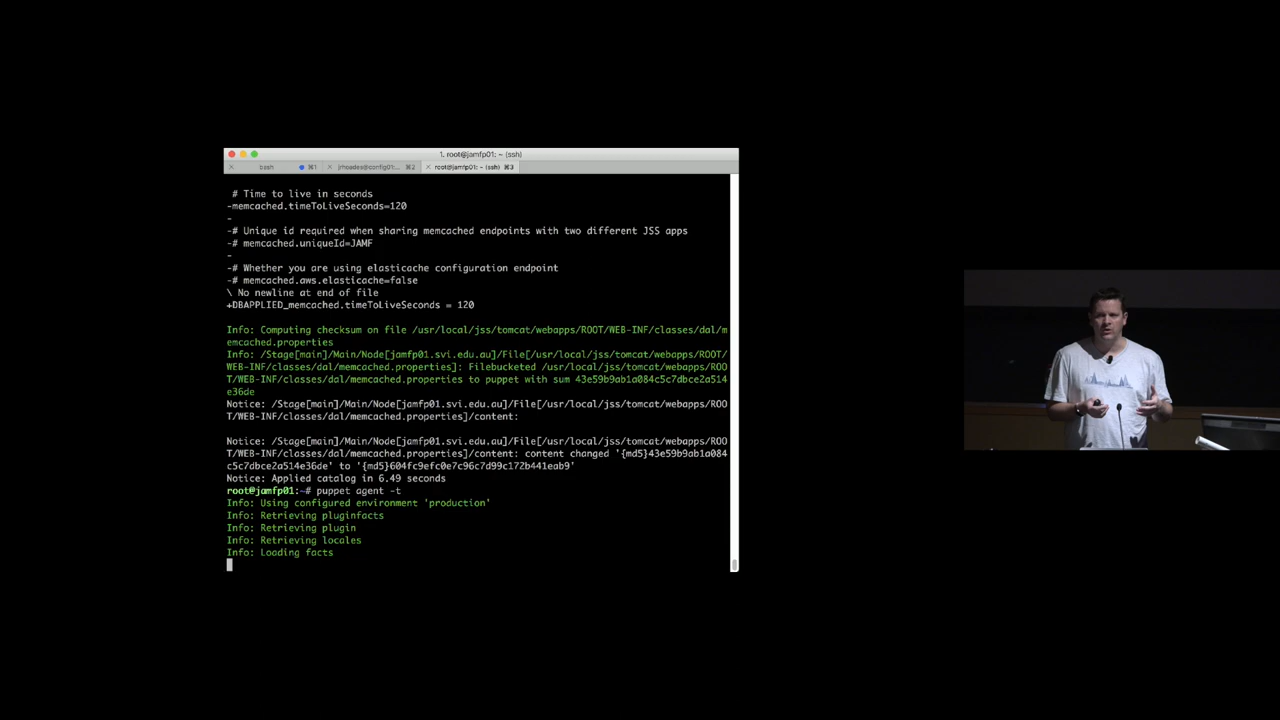 1. root@jamfp01: ~ (ssh)
bash ⌘1 jrhoades@config01:... ⌘2 root@jamfp01: ~ (ssh) ⌘3
# Time to live in seconds
-memcached.timeToLiveSeconds=120
-
-# Unique id required when sharing memcached endpoints with two different JSS apps
-# memcached.uniqueId=JAMF
-
-# Whether you are using elasticache configuration endpoint
-# memcached.aws.elasticache=false
\ No newline at end of file
+DBAPPLIED_memcached.timeToLiveSeconds = 120
Info: Computing checksum on file /usr/local/jss/tomcat/webapps/ROOT/WEB-INF/classes/dal/m
emcached.properties
Info: /Stage[main]/Main/Node[jamfp01.svi.edu.au]/File[/usr/local/jss/tomcat/webapps/ROOT/
WEB-INF/classes/dal/memcached.properties]: Filebucketed /usr/local/jss/tomcat/webapps/ROO
T/WEB-INF/classes/dal/memcached.properties to puppet with sum 43e59b9ab1a084c5c7dbce2a514
e36de
Notice: /Stage[main]/Main/Node[jamfp01.svi.edu.au]/File[/usr/local/jss/tomcat/webapps/ROO
T/WEB-INF/classes/dal/memcached.properties]/content:
Notice: /Stage[main]/Main/Node[jamfp01.svi.edu.au]/File[/usr/local/jss/tomcat/webapps/ROO
T/WEB-INF/classes/dal/memcached.properties]/content: content changed '{md5}43e59b9ab1a084
c5c7dbce2a514e36de' to '{md5}604fc9efc0e7c96c7d99c172b441eab9'
Notice: Applied catalog in 6.49 seconds
root@jamfp01:~# puppet agent -t
Info: Using configured environment 'production'
Info: Retrieving pluginfacts
Info: Retrieving plugin
Info: Retrieving locales
Info: Loading facts